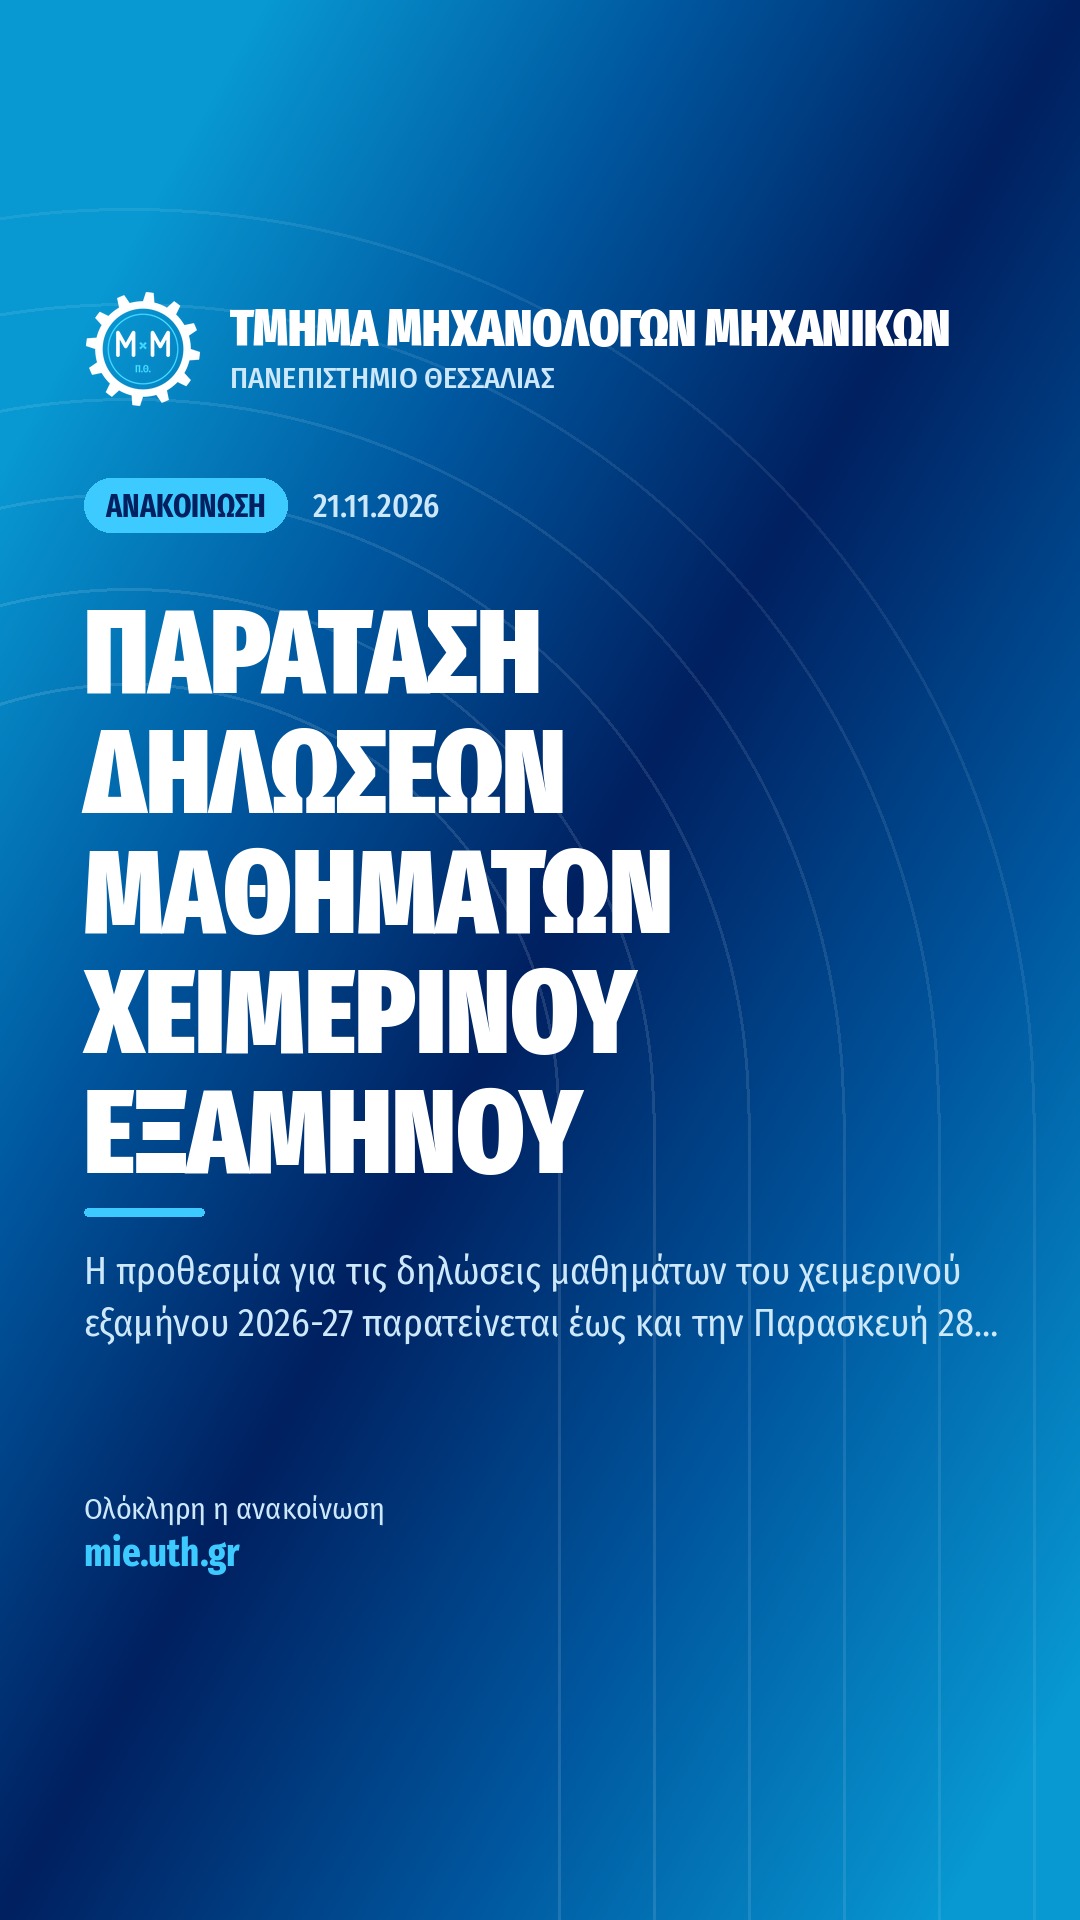 Μ×Μ
Π.Θ.
ΤΜΗΜΑ ΜΗΧΑΝΟΛΟΓΩΝ ΜΗΧΑΝΙΚΩΝ
ΠΑΝΕΠΙΣΤΗΜΙΟ ΘΕΣΣΑΛΙΑΣ
ΑΝΑΚΟΙΝΩΣΗ 21.11.2026
ΠΑΡΑΤΑΣΗ
ΔΗΛΩΣΕΩΝ
ΜΑΘΗΜΑΤΩΝ
ΧΕΙΜΕΡΙΝΟΥ
ΕΞΑΜΗΝΟΥ
Η προθεσμία για τις δηλώσεις μαθημάτων του χειμερινού
εξαμήνου 2026-27 παρατείνεται έως και την Παρασκευή 28…
Ολόκληρη η ανακοίνωση
mie.uth.gr